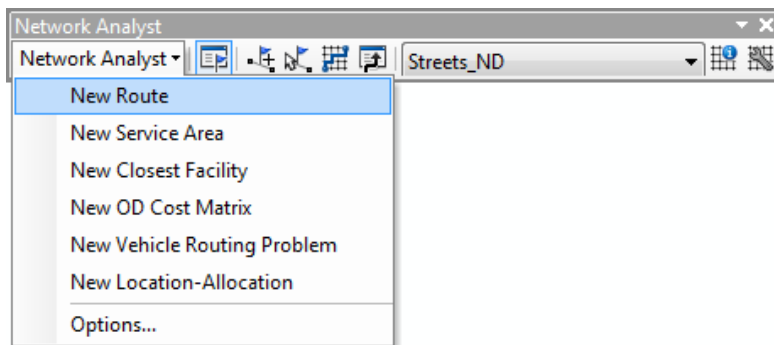 Network Analyst
Network Analyst Streets_ND
New Route
New Service Area
New Closest Facility
New OD Cost Matrix
New Vehicle Routing Problem
New Location-Allocation
Options...